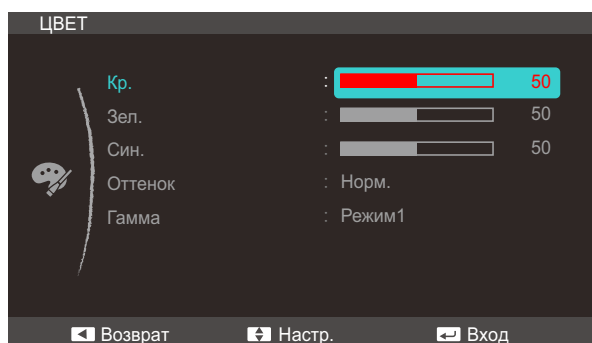 ЦВЕТ
Кр. : 50
Зел. : 50
Син. : 50
Оттенок : Норм.
Гамма : Режим1
Возврат Настр. Вход